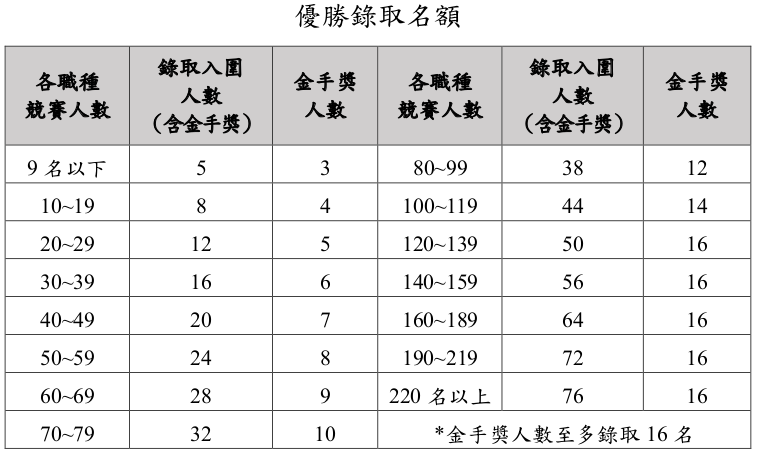 優勝錄取名額
各職種 錄取入圍 金手獎 各職種 錄取入圍 金手獎
競賽人數 人數 人數 競賽人數 人數 人數
(含金手獎) (含金手獎)
9 名以下 5 3 80~99 38 12
10~19 8 4 100~119 44 14
20~29 12 5 120~139 50 16
30~39 16 6 140~159 56 16
40~49 20 7 160~189 64 16
50~59 24 8 190~219 72 16
60~69 28 9 220 名以上 76 16
70~79 32 10 *金手獎人數至多錄取 16 名